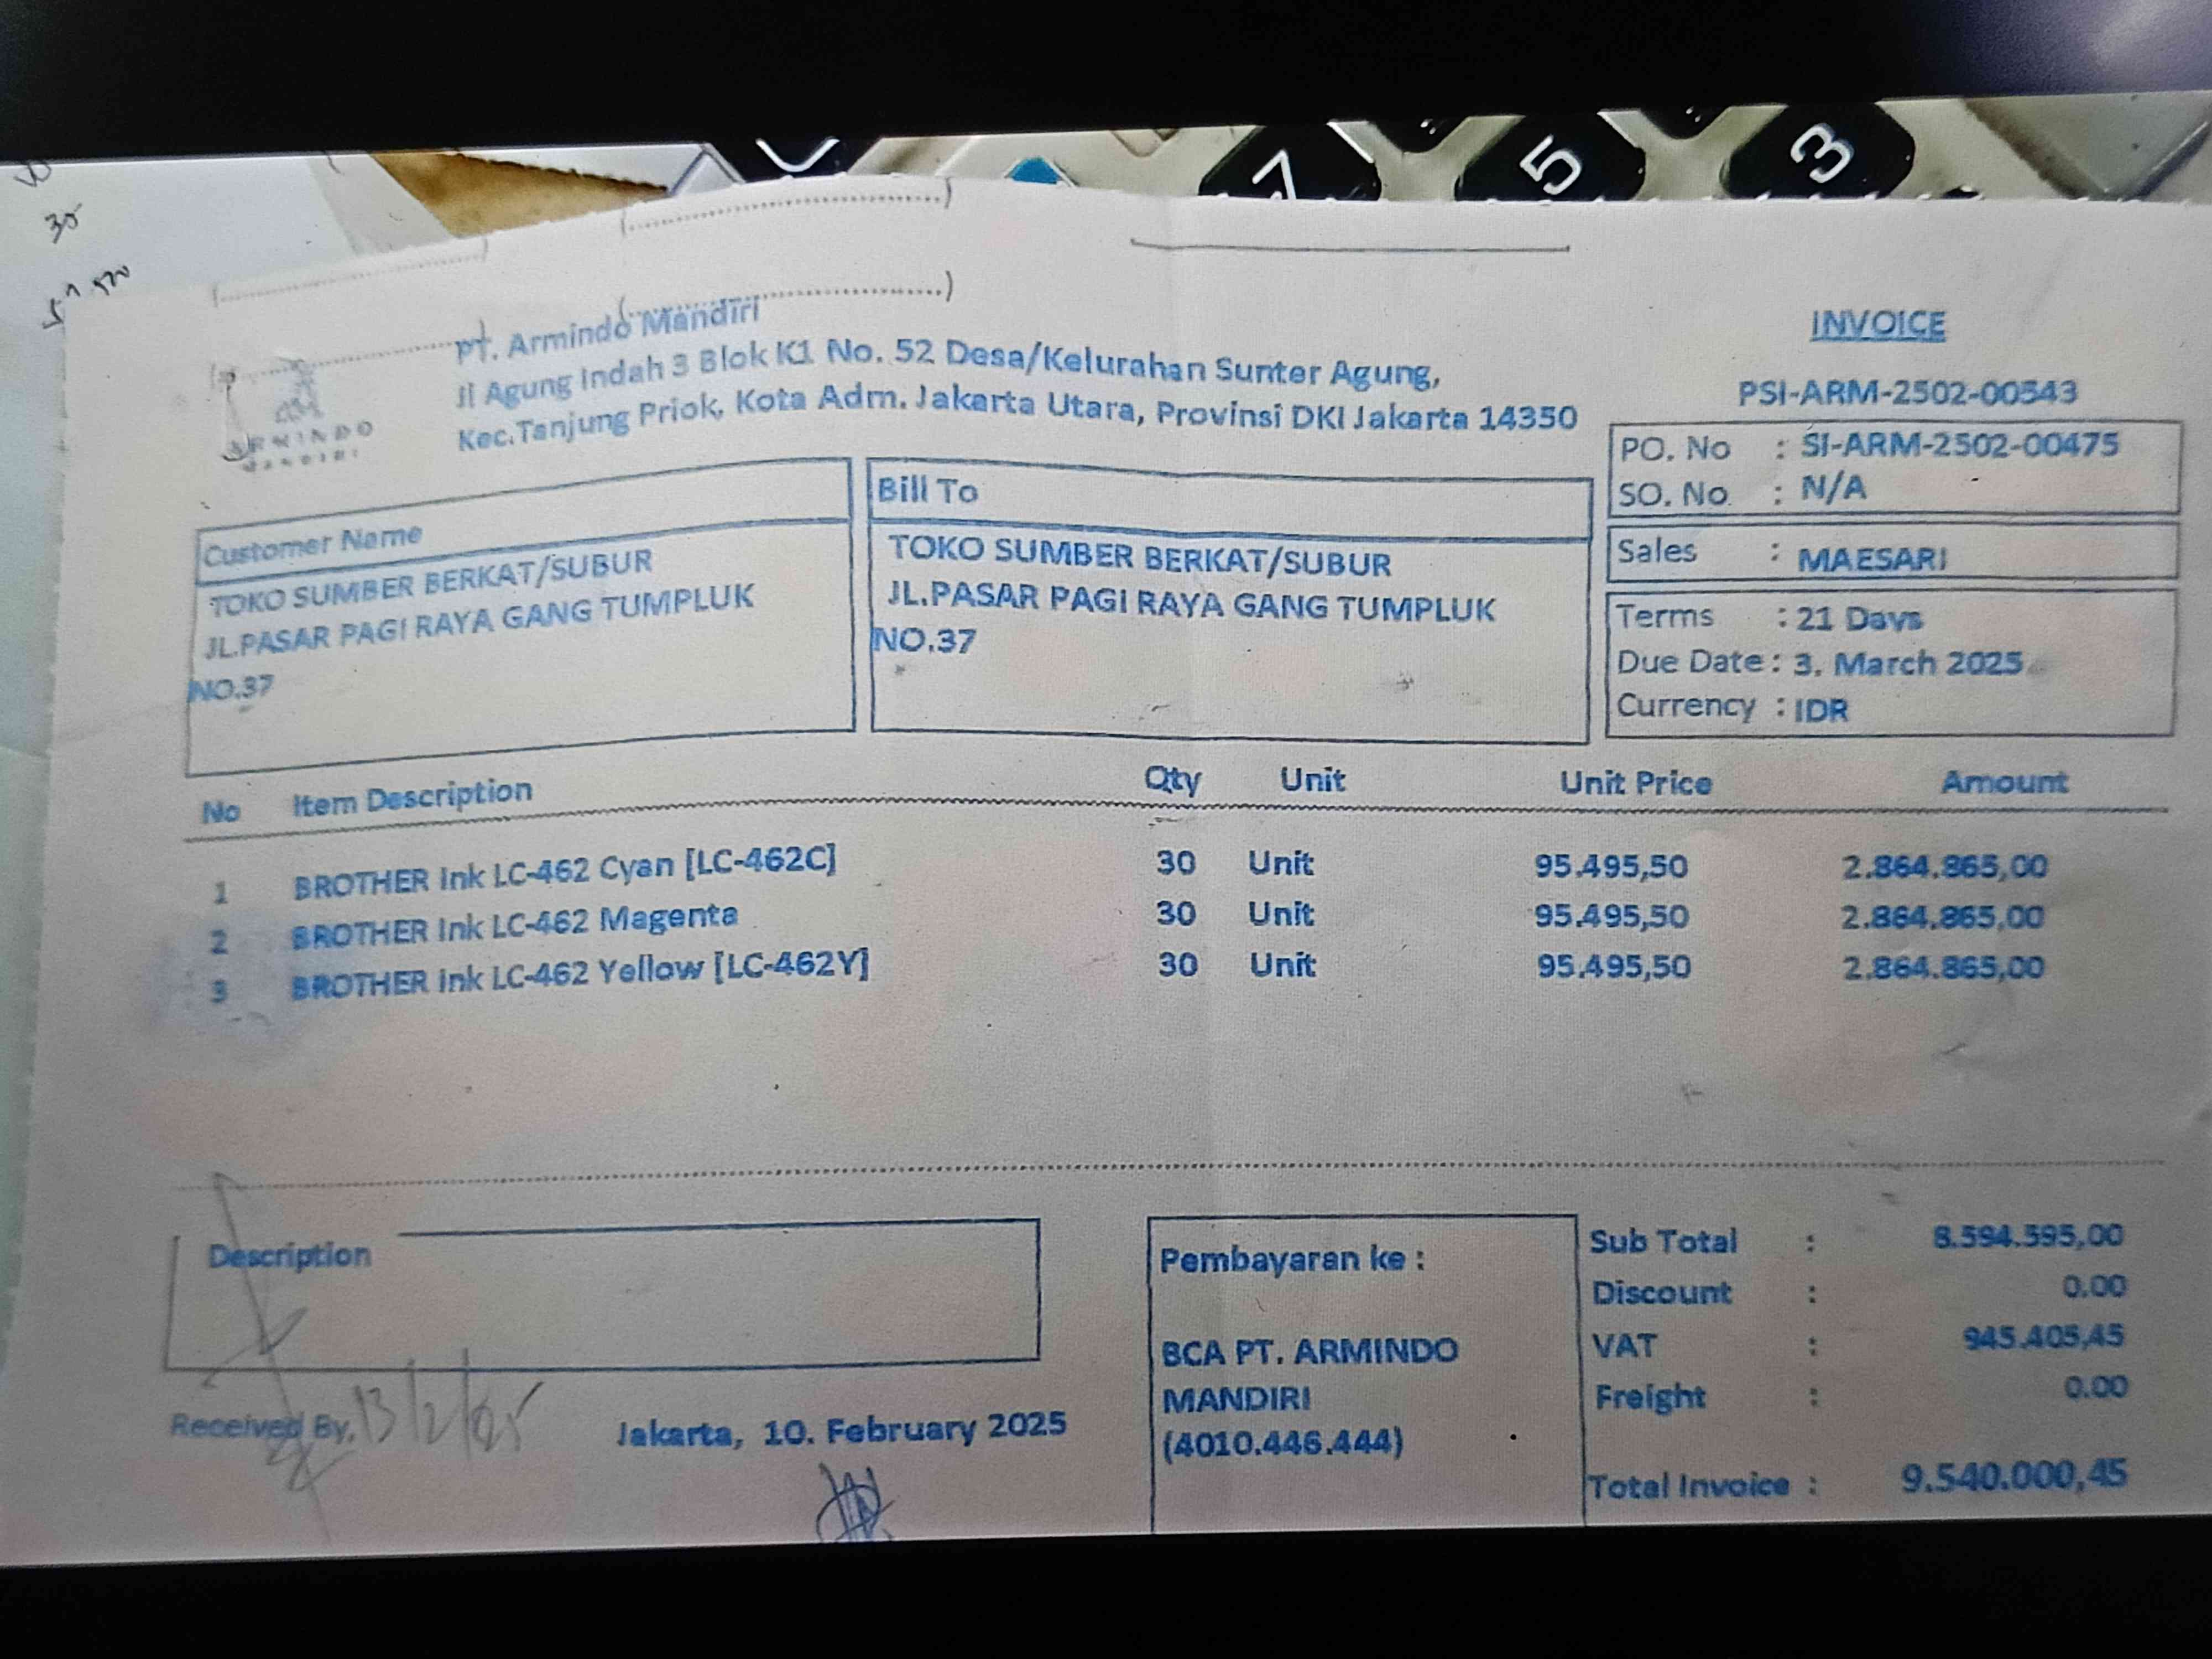 7 5 3
35
PT. Armindo Mandiri
Jl Agung Indah 3 Blok K1 No. 52 Desa/Kelurahan Sunter Agung,
Kec.Tanjung Priok, Kota Adm. Jakarta Utara, Provinsi DKI Jakarta 14350
ARMINDO
MANDIRI
INVOICE
PSI-ARM-2502-00543
PO. No : SI-ARM-2502-00475
SO. No : N/A
Sales : MAESARI
Terms : 21 Days
Due Date : 3. March 2025
Currency : IDR
Customer Name
TOKO SUMBER BERKAT/SUBUR
JL.PASAR PAGI RAYA GANG TUMPLUK
NO.37
Bill To
TOKO SUMBER BERKAT/SUBUR
JL.PASAR PAGI RAYA GANG TUMPLUK
NO.37
No Item Description Qty Unit Unit Price Amount
1 BROTHER Ink LC-462 Cyan [LC-462C] 30 Unit 95.495,50 2.864.865,00
2 BROTHER Ink LC-462 Magenta 30 Unit 95.495,50 2.864.865,00
3 BROTHER Ink LC-462 Yellow [LC-462Y] 30 Unit 95.495,50 2.864.865,00
Description
Received By, 13/2/25
Jakarta, 10. February 2025
Pembayaran ke :
BCA PT. ARMINDO
MANDIRI
(4010.446.444)
Sub Total : 8.594.595,00
Discount : 0.00
VAT : 945.405,45
Freight : 0.00
Total Invoice : 9.540.000,45